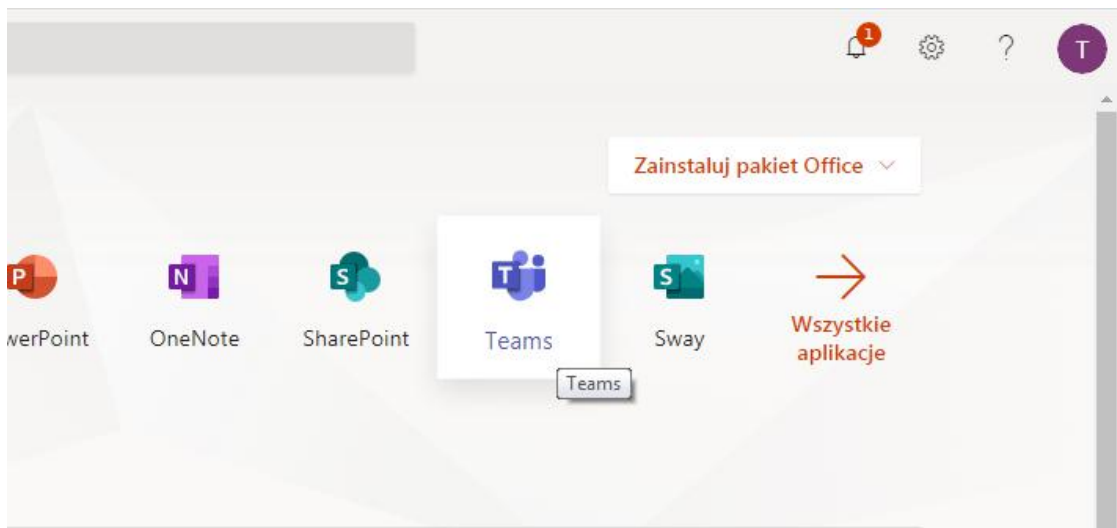 1
T
Zainstaluj pakiet Office
P
N
S
T
S
werPoint
OneNote
SharePoint
Teams
Sway
Wszystkie
aplikacje
Teams